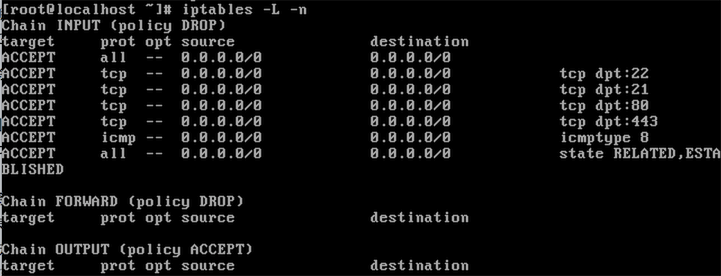 [root@localhost ~]# iptables -L -n
Chain INPUT (policy DROP)
target     prot opt source               destination
ACCEPT     all  --  0.0.0.0/0            0.0.0.0/0
ACCEPT     tcp  --  0.0.0.0/0            0.0.0.0/0           tcp dpt:22
ACCEPT     tcp  --  0.0.0.0/0            0.0.0.0/0           tcp dpt:21
ACCEPT     tcp  --  0.0.0.0/0            0.0.0.0/0           tcp dpt:80
ACCEPT     tcp  --  0.0.0.0/0            0.0.0.0/0           tcp dpt:443
ACCEPT     icmp --  0.0.0.0/0            0.0.0.0/0           icmptype 8
ACCEPT     all  --  0.0.0.0/0            0.0.0.0/0           state RELATED,ESTA
BLISHED
Chain FORWARD (policy DROP)
target     prot opt source               destination
Chain OUTPUT (policy ACCEPT)
target     prot opt source               destination